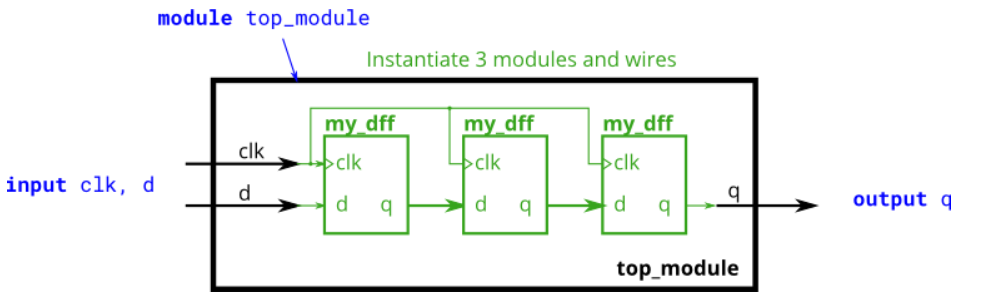 module top_module
Instantiate 3 modules and wires
my_dff my_dff my_dff
clk clk clk clk
input clk, d
d d q d q d q q
output q
top_module